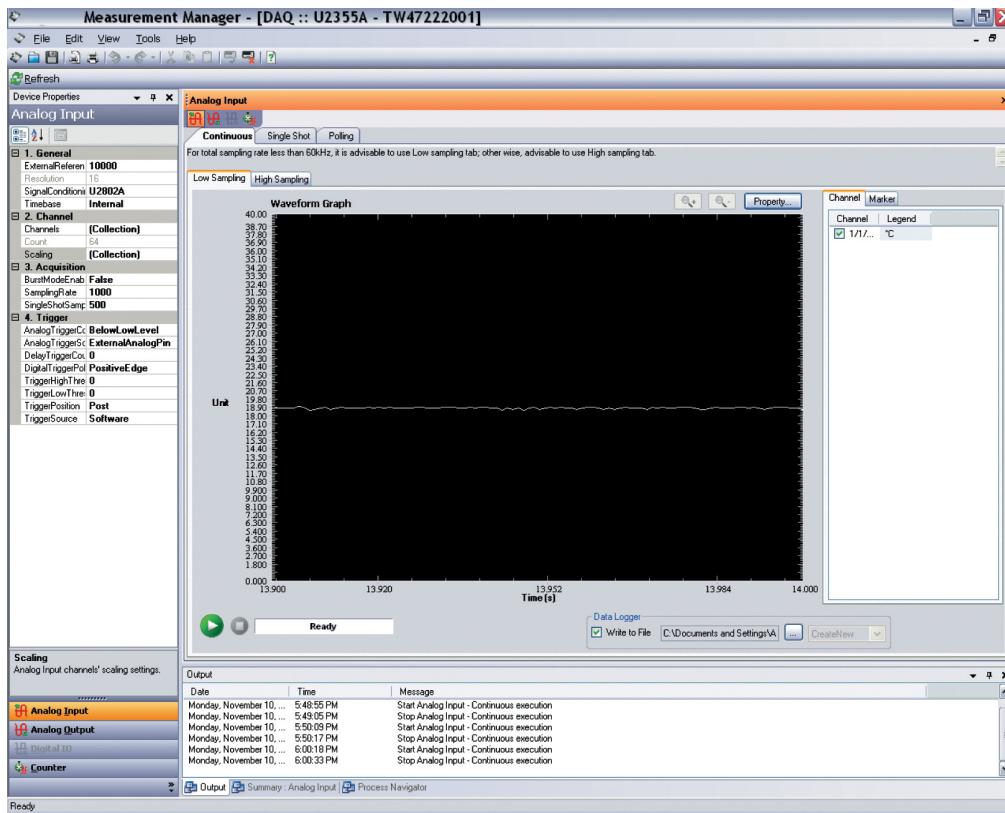 Measurement Manager - [DAQ :: U2355A - TW47222001]
File Edit View Tools Help
Refresh
Device Properties
Analog Input
1. General
ExternalReferen 10000
Resolution 16
SignalConditioni U2802A
Timebase Internal
2. Channel
Channels (Collection)
Count 64
Scaling (Collection)
3. Acquisition
BurstModeEnab False
SamplingRate 1000
SingleShotSamp 500
4. Trigger
AnalogTriggerCo BelowLowLevel
AnalogTriggerSo ExternalAnalogPin
DelayTriggerCou 0
DigitalTriggerPol PositiveEdge
TriggerHighThre 0
TriggerLowThre 0
TriggerPosition Post
TriggerSource Software
Scaling
Analog Input channels' scaling settings.
Analog Input
Analog Output
Digital IO
Counter
Analog Input
Continuous Single Shot Polling
For total sampling rate less than 60kHz, it is advisable to use Low sampling tab; other wise, advisable to use High sampling tab.
Low Sampling High Sampling
Waveform Graph
Property...
40.00
38.70
37.80
36.90
36.00
35.10
34.20
33.30
32.40
31.50
30.60
29.70
28.80
27.90
27.00
26.10
25.20
24.30
23.40
22.50
21.60
20.70
19.80
Unit
18.90
18.00
17.10
16.20
15.30
14.40
13.50
12.60
11.70
10.80
9.900
9.000
8.100
7.200
6.300
5.400
4.500
3.600
2.700
1.800
0.000
13.900 13.920 13.952 13.984 14.000
Time (s)
Channel Marker
Channel Legend
1/1/... °C
Ready
Data Logger
Write to File C:\Documents and Settings\A ... CreateNew
Output
Date Time Message
Monday, November 10, ... 5:48:55 PM Start Analog Input - Continuous execution
Monday, November 10, ... 5:49:05 PM Stop Analog Input - Continuous execution
Monday, November 10, ... 5:50:09 PM Start Analog Input - Continuous execution
Monday, November 10, ... 5:50:17 PM Stop Analog Input - Continuous execution
Monday, November 10, ... 6:00:18 PM Start Analog Input - Continuous execution
Monday, November 10, ... 6:00:33 PM Stop Analog Input - Continuous execution
Output Summary : Analog Input Process Navigator
Ready